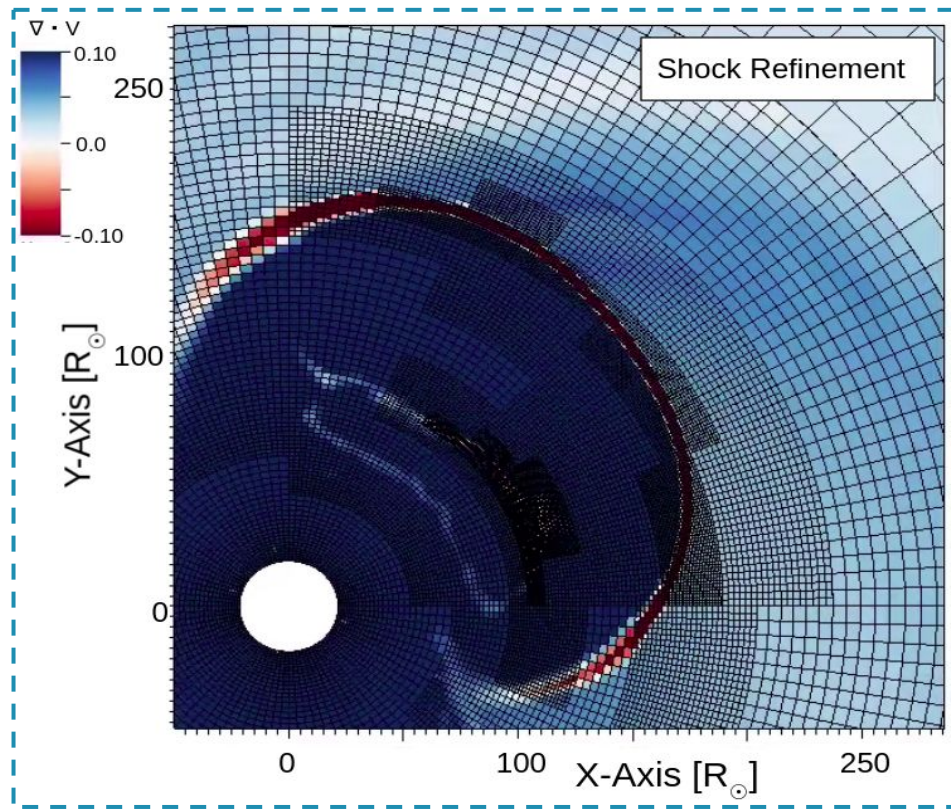 ∇ · V
0.10
0.0
-0.10
Shock Refinement
250
100
0
Y-Axis [R☉]
0
100
250
X-Axis [R☉]